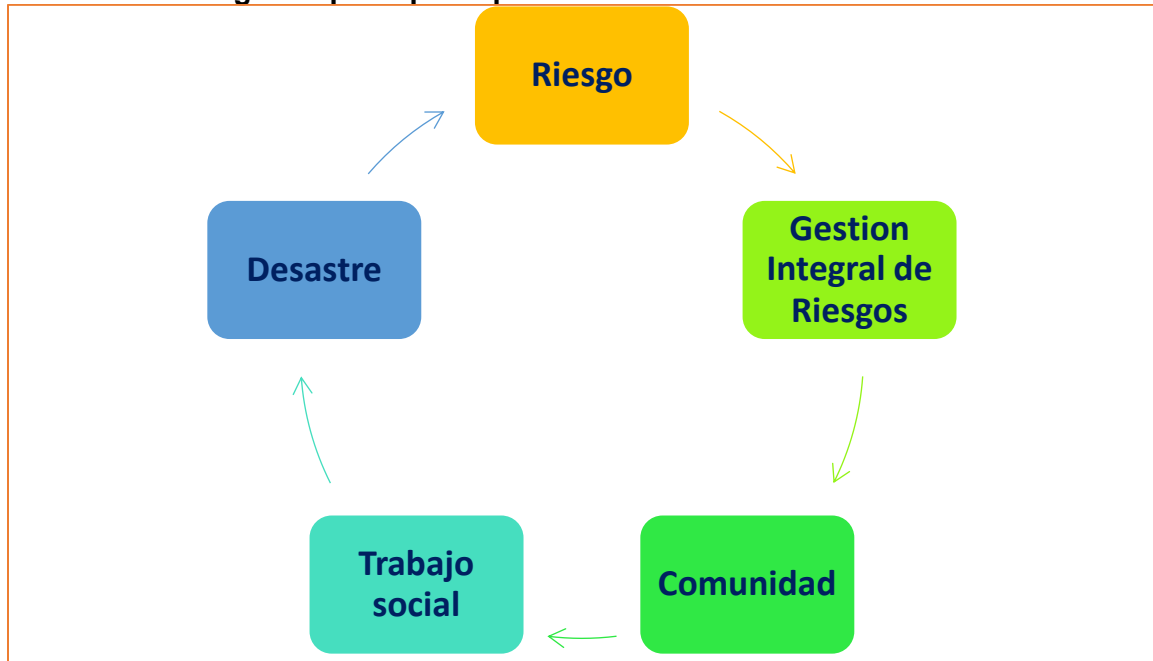 Riesgo
Gestion
Integral de
Riesgos
Comunidad
Trabajo
social
Desastre